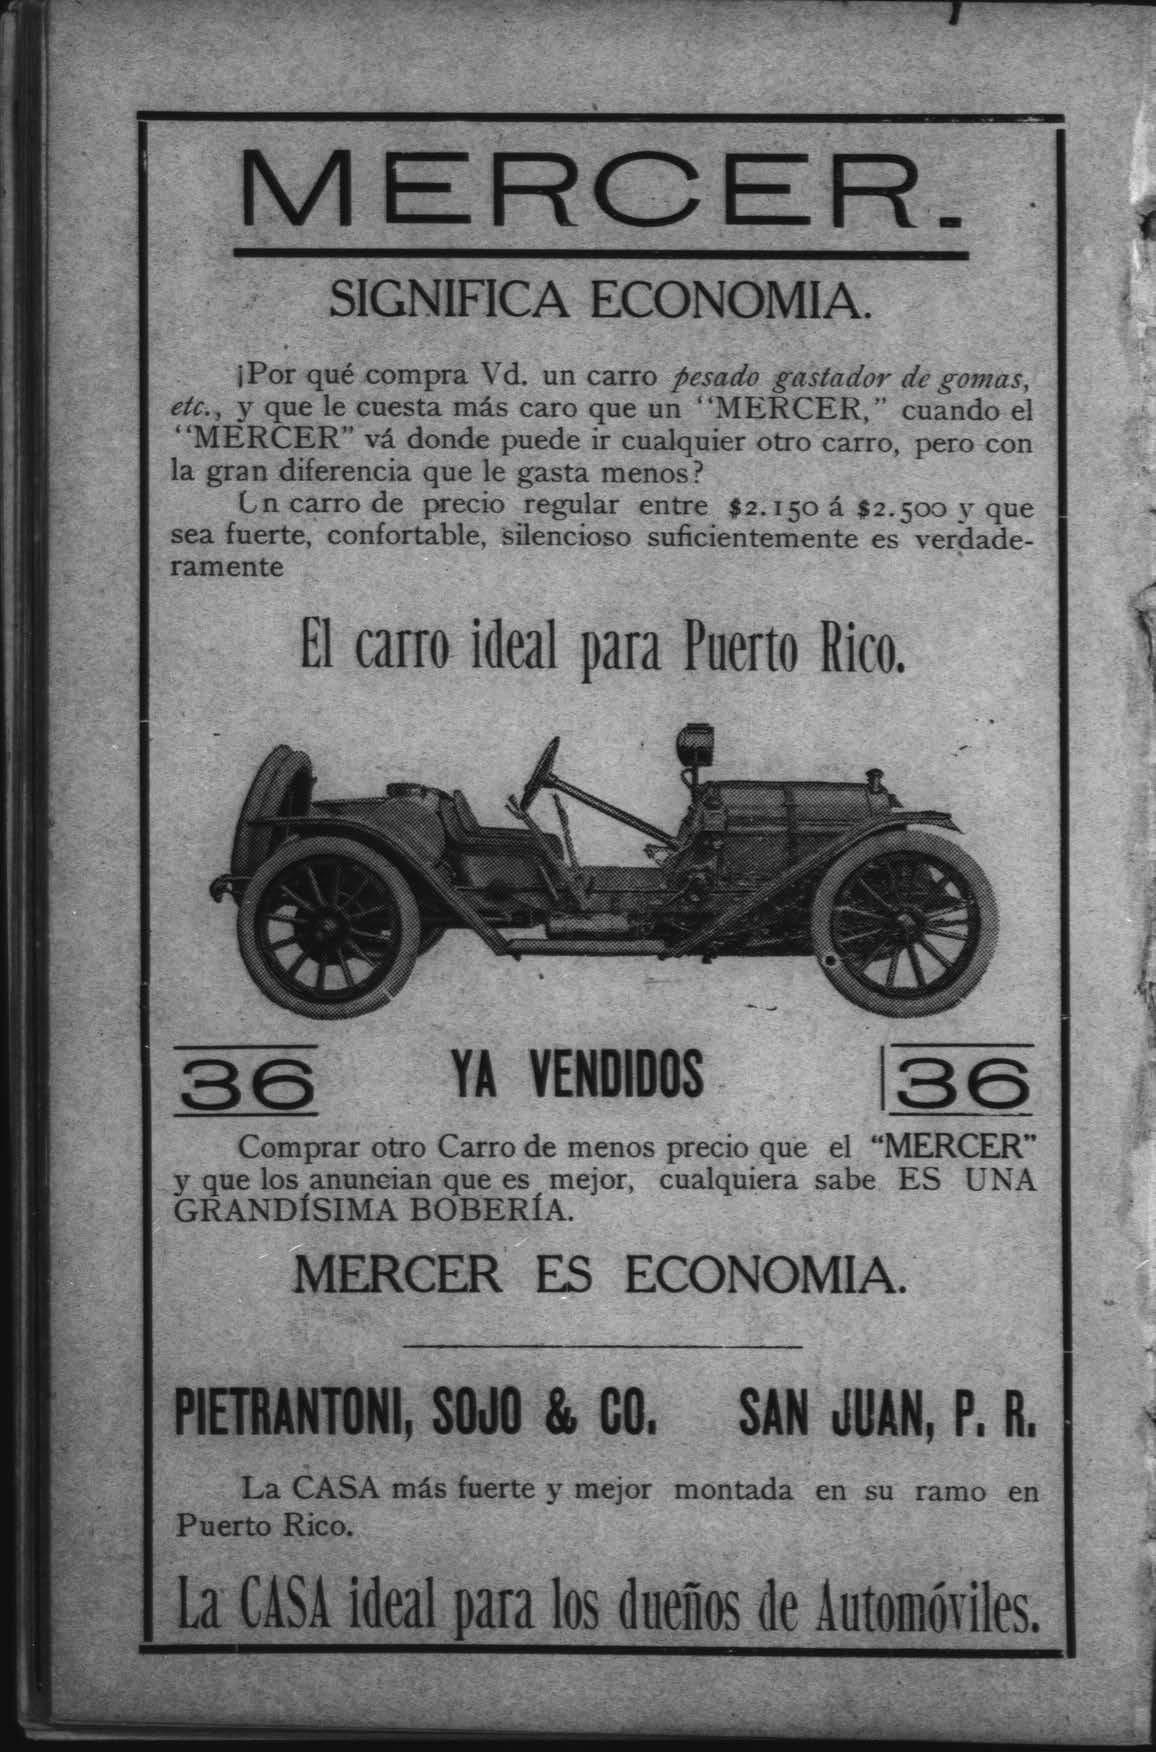 MERCER.
SIGNIFICA ECONOMIA.
¡Por qué compra Vd. un carro pesado gastador de gomas,
etc., y que le cuesta más caro que un "MERCER," cuando el
"MERCER" vá donde puede ir cualquier otro carro, pero con
la gran diferencia que le gasta menos?
Un carro de precio regular entre $2.150 á $2.500 y que
sea fuerte, confortable, silencioso suficientemente es verdade-
ramente
El carro ideal para Puerto Rico.
36 YA VENDIDOS 36
Comprar otro Carro de menos precio que el "MERCER"
y que los anuncian que es mejor, cualquiera sabe ES UNA
GRANDÍSIMA BOBERÍA.
MERCER ES ECONOMIA.
PIETRANTONI, SOJO & CO. SAN JUAN, P. R.
La CASA más fuerte y mejor montada en su ramo en
Puerto Rico.
La CASA ideal para los dueños de Automóviles.